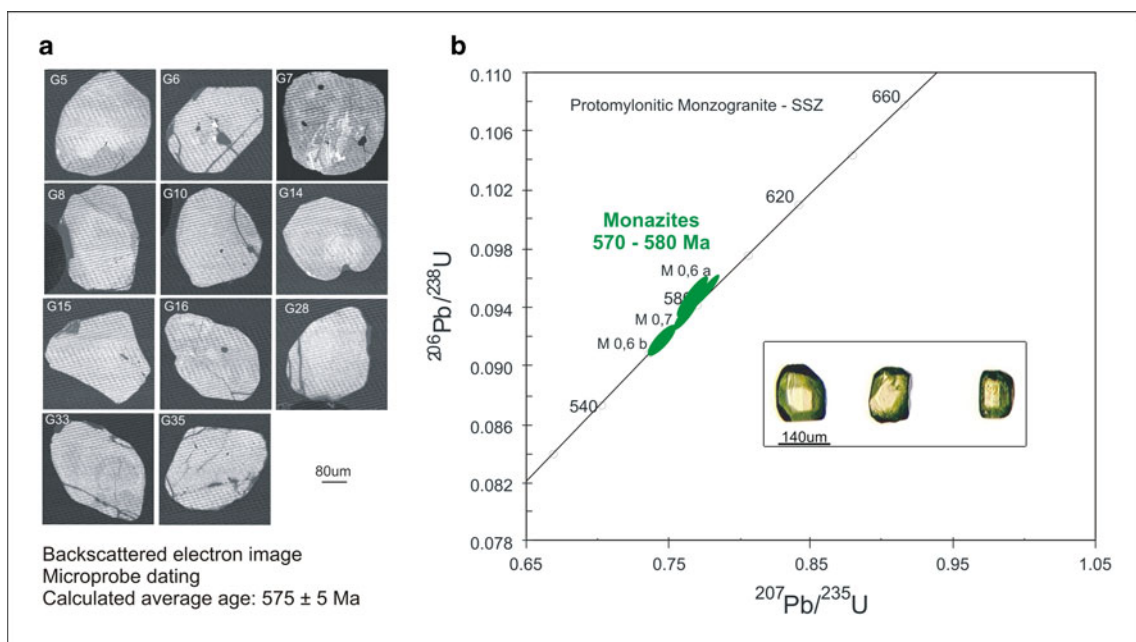 a
G5
G6
G7
G8
G10
G14
G15
G16
G28
G33
G35
80um
Backscattered electron image
Microprobe dating
Calculated average age: 575 ± 5 Ma
b
0.110
0.106
0.102
0.098
0.094
0.090
0.086
0.082
0.078
206Pb/238U
Protomylonitic Monzogranite - SSZ
660
620
Monazites
570 - 580 Ma
M 0,6 a
580
M 0,7
M 0,6 b
540
140um
0.65
0.75
0.85
0.95
1.05
207Pb/235U